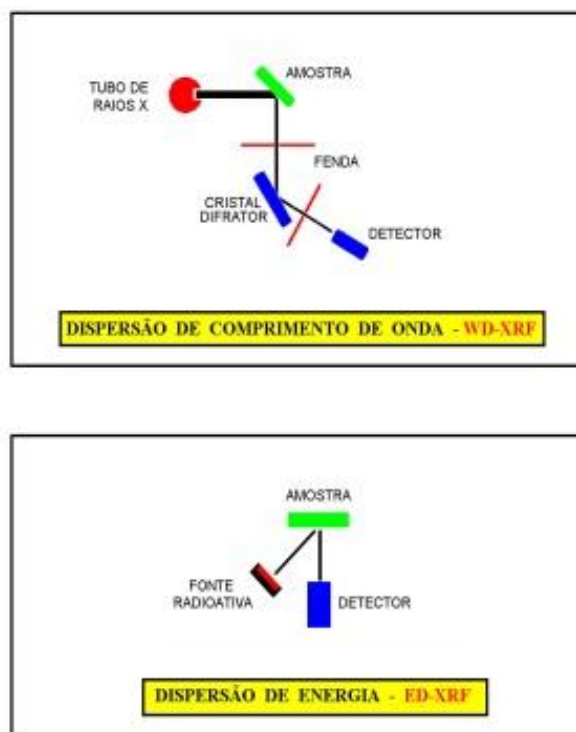 AMOSTRA
TUBO DE
RAIOS X
FENDA
CRISTAL
DIFRATOR
DETECTOR
DISPERSÃO DE COMPRIMENTO DE ONDA - WD-XRF
AMOSTRA
FONTE
RADIOATIVA
DETECTOR
DISPERSÃO DE ENERGIA - ED-XRF